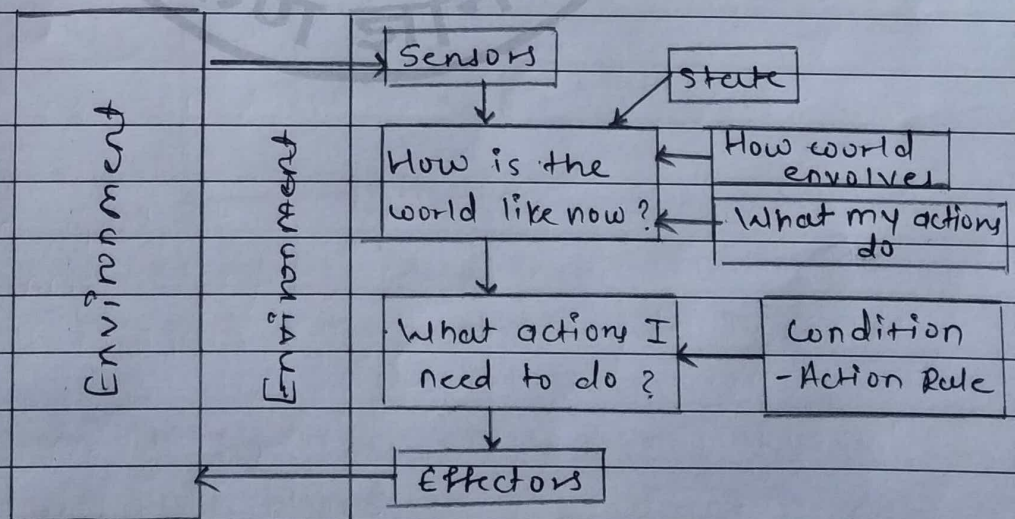 Environment
Environment
Sensors
State
How is the
world like now?
How world
envolves
What my actions
do
What actions I
need to do?
Condition
-Action Rule
Effectors